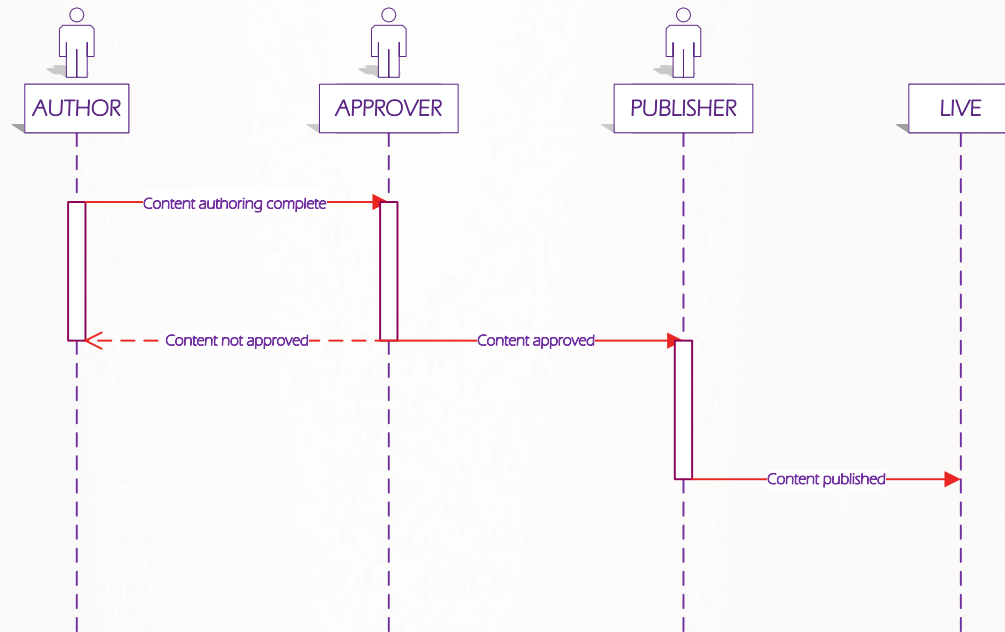 AUTHOR
APPROVER
PUBLISHER
LIVE
Content authoring complete
Content not approved
Content approved
Content published